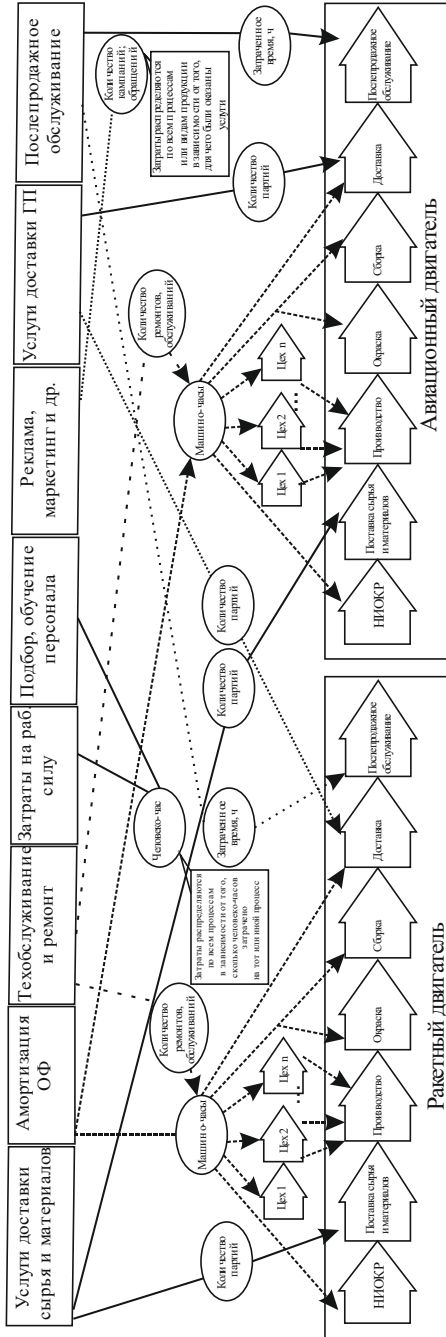 Услуги доставки
сырья и материалов
Амортизация
ОФ
Техобслуживание
и ремонт
Затраты на раб.
силу
Подбор, обучение
персонала
Реклама,
маркетинг и др.
Услуги доставки ГП
Послепродажное
обслуживание
Количество
кампаний;
обращений
Затраты распределяются
по всем процессам
или видам продукции
в зависимости от того,
для чего были оказаны
услуги
Затраченное
время, ч
Человеко-час
Количество
ремонтов,
обслуживаний
Количество
партий
Количество
ремонтов,
обслуживаний
Затраты распределяются
по всем процессам
в зависимости от того,
сколько человеко-часов
затрачено
на тот или иной процесс
Затраченное
время, ч
Количество
партий
Количество
партий
Машино-часы
Количество
партий
Машино-часы
Цех 1
Цех 2
Цех n
Цех 1
Цех 2
Цех n
НИОКР
Поставка сырья
и материалов
Производство
Окраска
Сборка
Доставка
Послепродажное
обслуживание
НИОКР
Поставка сырья
и материалов
Производство
Окраска
Сборка
Доставка
Послепродажное
обслуживание
Ракетный двигатель
Авиационный двигатель